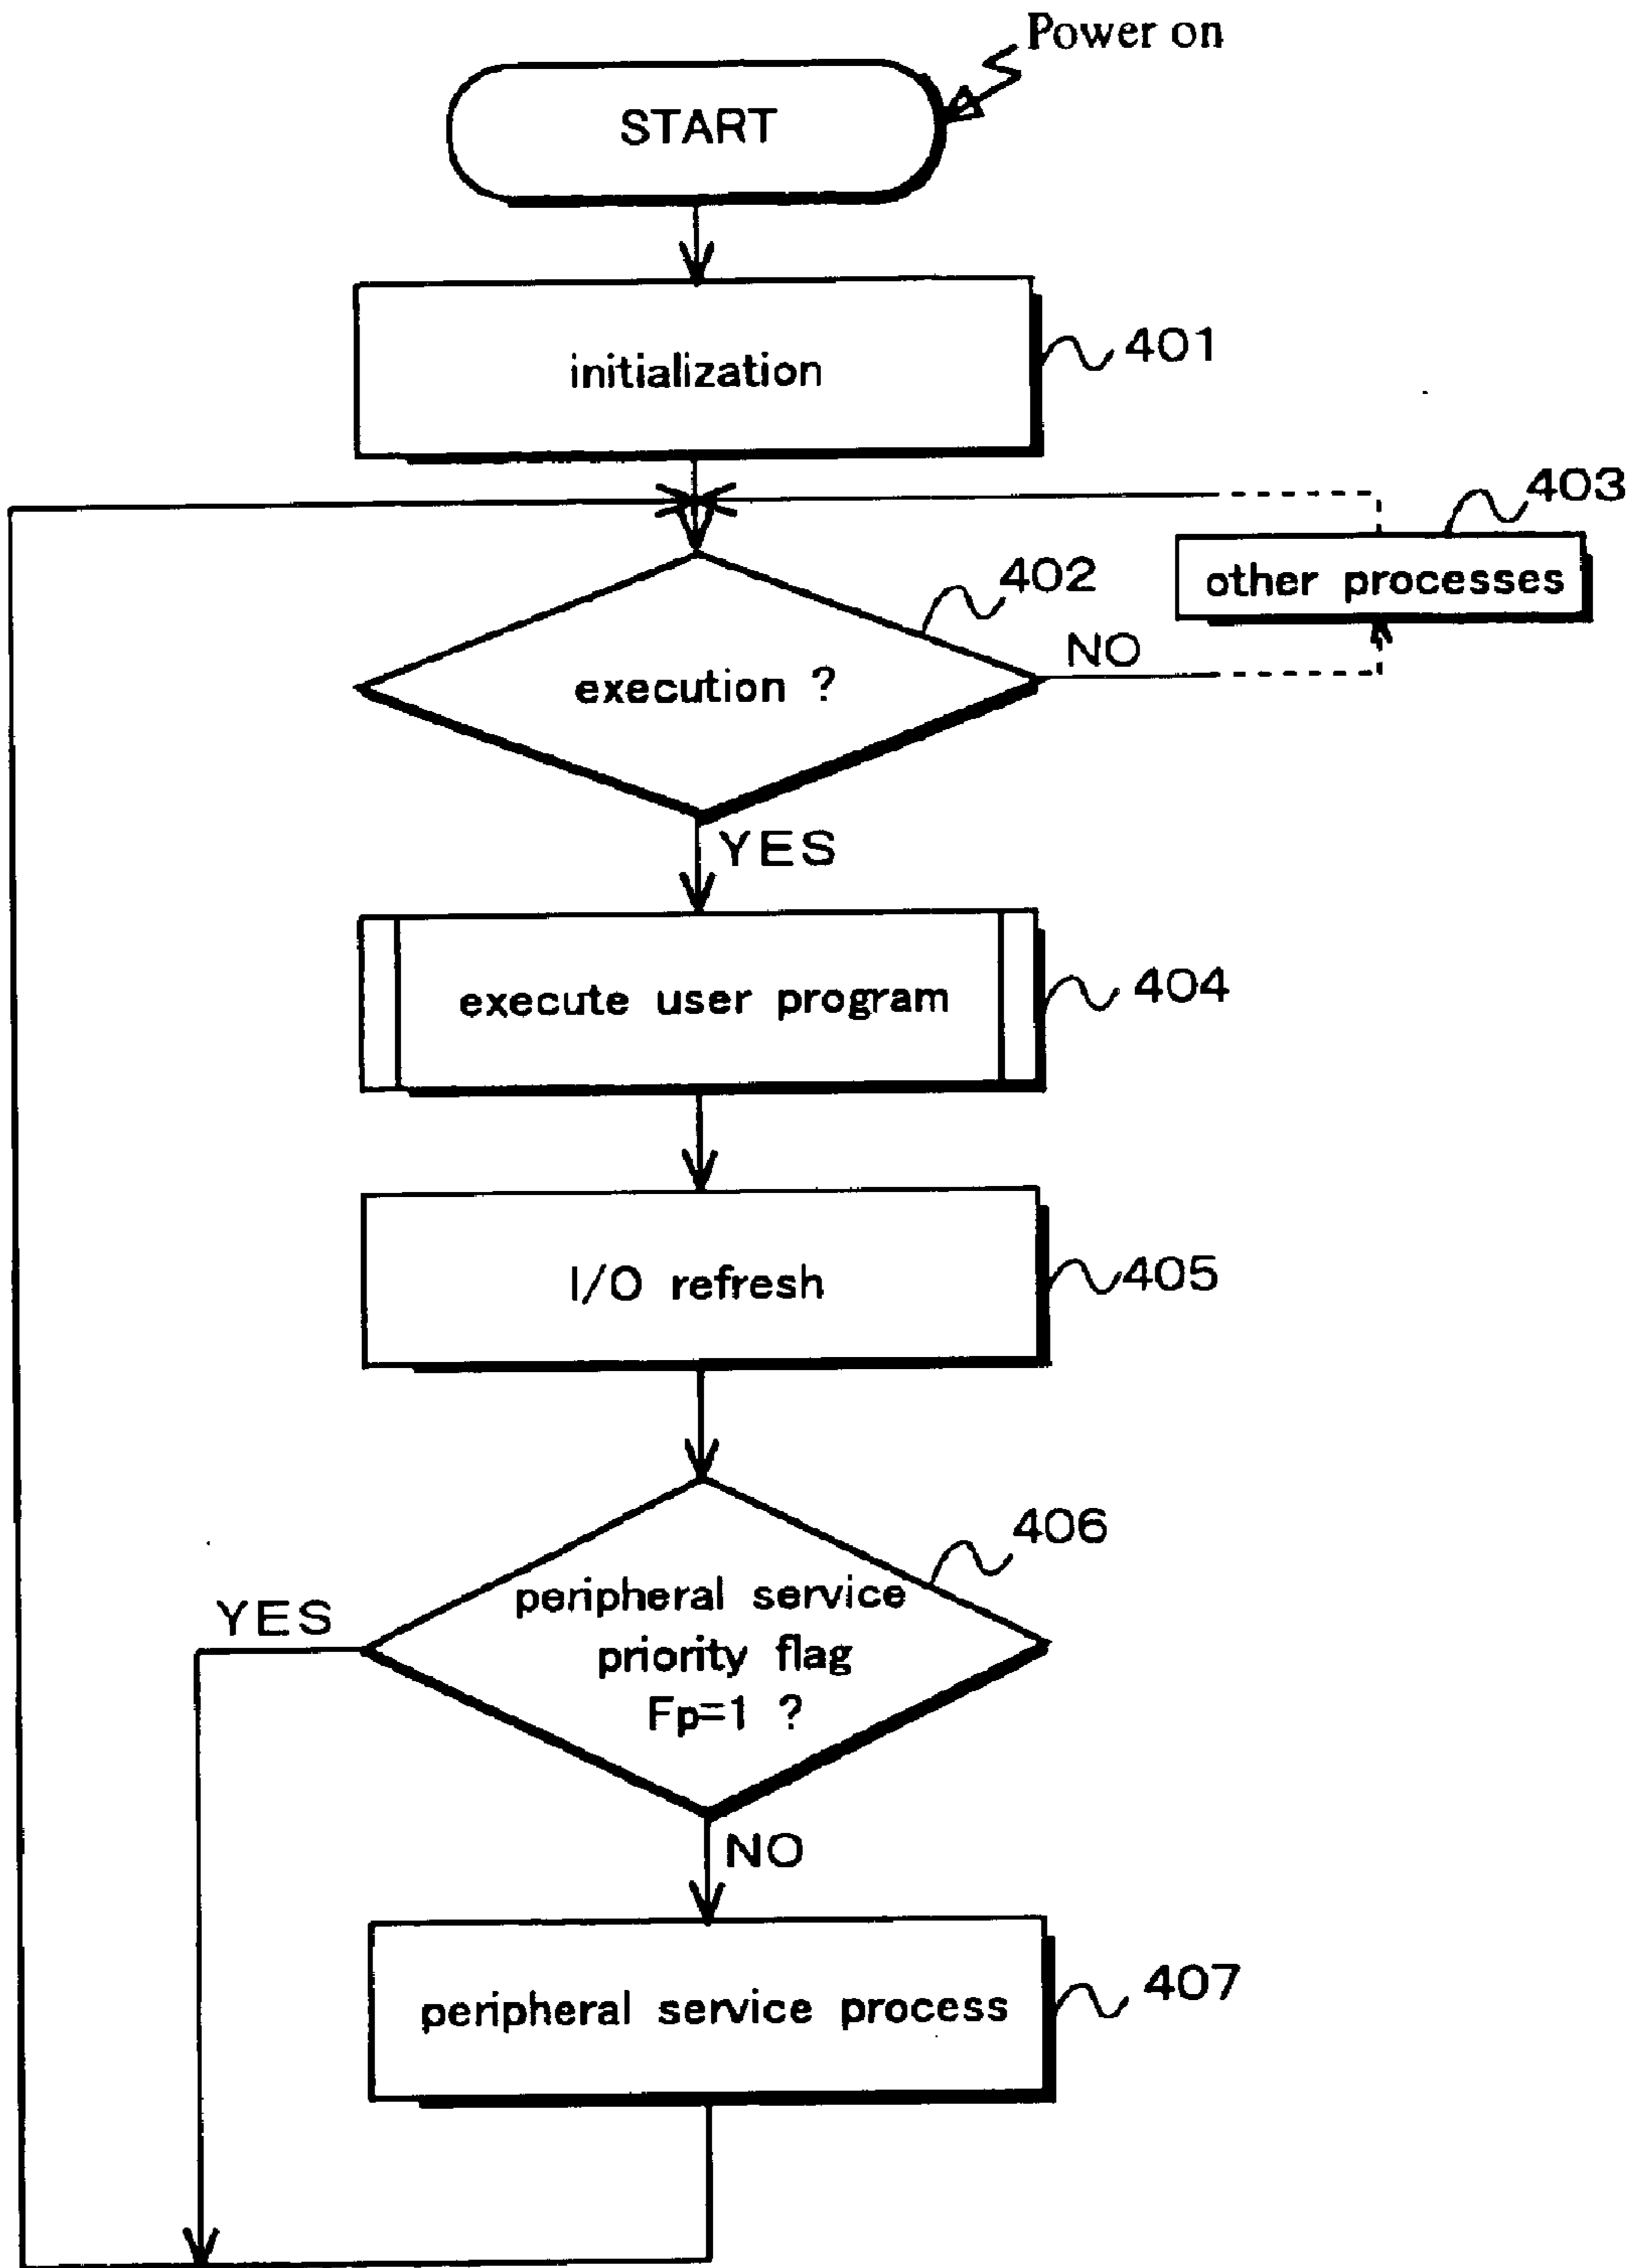 Power on
START
initialization
401
403
other processes
402
NO
execution ?
YES
execute user program
404
I/O refresh
405
406
peripheral service
priority flag
Fp=1 ?
YES
NO
peripheral service process
407